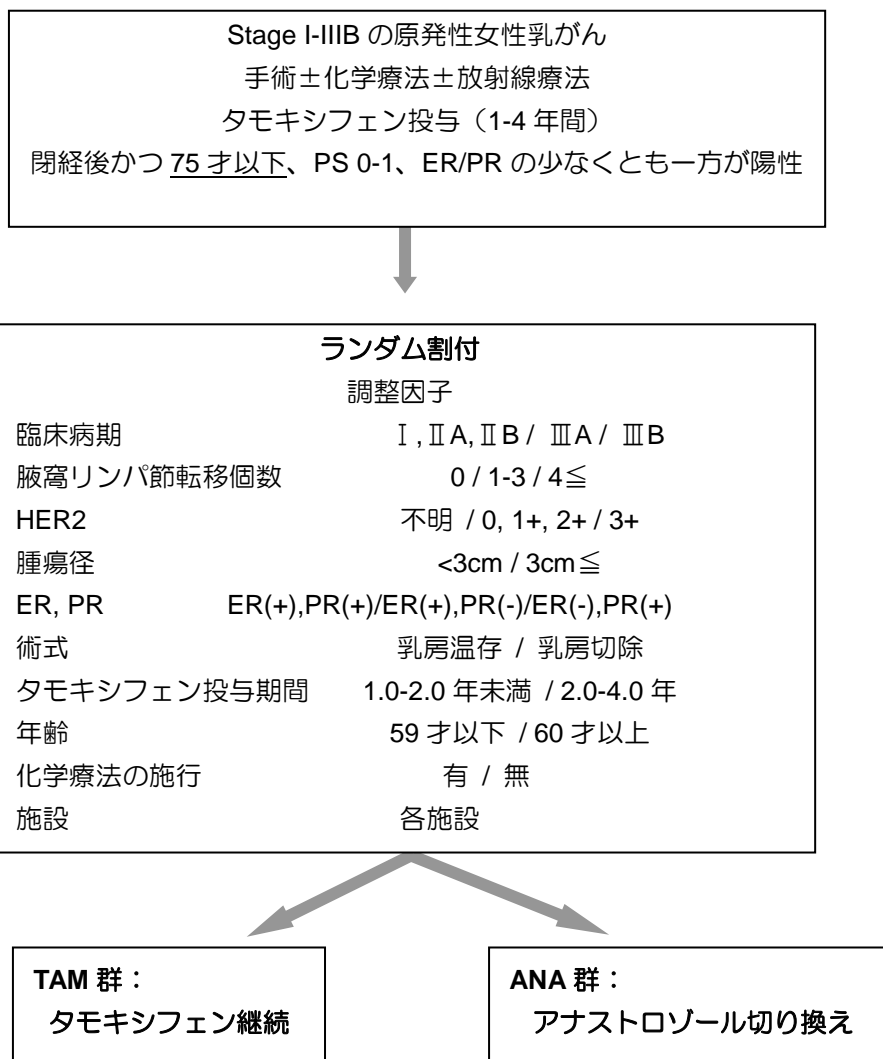 Stage I-IIIB の原発性女性乳がん
手術±化学療法±放射線療法
タモキシフェン投与（1-4 年間）
閉経後かつ 75 才以下、PS 0-1、ER/PR の少なくとも一方が陽性
ランダム割付
調整因子
臨床病期 Ⅰ,ⅡA,ⅡB / ⅢA / ⅢB
腋窩リンパ節転移個数 0 / 1-3 / 4≦
HER2 不明 / 0, 1+, 2+ / 3+
腫瘍径 <3cm / 3cm≦
ER, PR ER(+),PR(+)/ER(+),PR(-)/ER(-),PR(+)
術式 乳房温存 / 乳房切除
タモキシフェン投与期間 1.0-2.0 年未満 / 2.0-4.0 年
年齢 59 才以下 / 60 才以上
化学療法の施行 有 / 無
施設 各施設
TAM 群：
タモキシフェン継続
ANA 群：
アナストロゾール切り換え